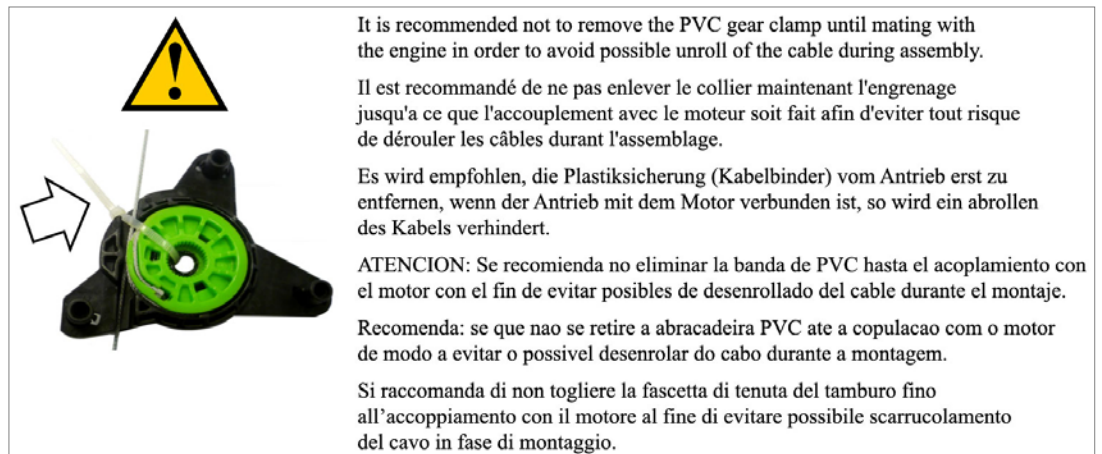 It is recommended not to remove the PVC gear clamp until mating with
the engine in order to avoid possible unroll of the cable during assembly.
Il est recommandé de ne pas enlever le collier maintenant l'engrenage
jusqu'a ce que l'accouplement avec le moteur soit fait afin d'eviter tout risque
de dérouler les câbles durant l'assemblage.
Es wird empfohlen, die Plastiksicherung (Kabelbinder) vom Antrieb erst zu
entfernen, wenn der Antrieb mit dem Motor verbunden ist, so wird ein abrollen
des Kabels verhindert.
ATENCION: Se recomienda no eliminar la banda de PVC hasta el acoplamiento con
el motor con el fin de evitar posibles de desenrollado del cable durante el montaje.
Recomenda: se que nao se retire a abracadeira PVC ate a copulacao com o motor
de modo a evitar o possivel desenrolar do cabo durante a montagem.
Si raccomanda di non togliere la fascetta di tenuta del tamburo fino
all’accoppiamento con il motore al fine di evitare possibile scarrucolamento
del cavo in fase di montaggio.